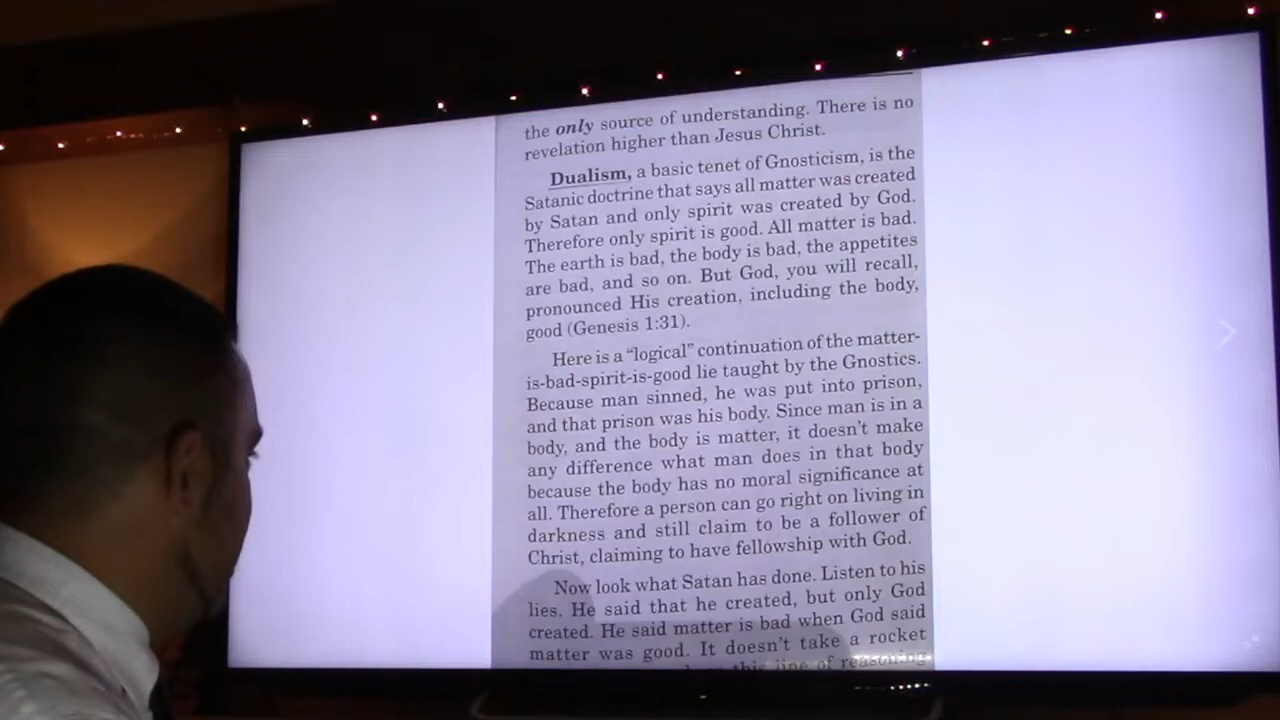 the only source of understanding. There is no
revelation higher than Jesus Christ.
Dualism, a basic tenet of Gnosticism, is the
Satanic doctrine that says all matter was created
by Satan and only spirit was created by God.
Therefore only spirit is good. All matter is bad.
The earth is bad, the body is bad, the appetites
are bad, and so on. But God, you will recall,
pronounced His creation, including the body,
good (Genesis 1:31).
Here is a “logical” continuation of the matter-
is-bad-spirit-is-good lie taught by the Gnostics.
Because man sinned, he was put into prison,
and that prison was his body. Since man is in a
body, and the body is matter, it doesn’t make
any difference what man does in that body
because the body has no moral significance at
all. Therefore a person can go right on living in
darkness and still claim to be a follower of
Christ, claiming to have fellowship with God.
Now look what Satan has done. Listen to his
lies. He said that he created, but only God
created. He said matter is bad when God said
matter was good. It doesn’t take a rocket
this line of reasoning